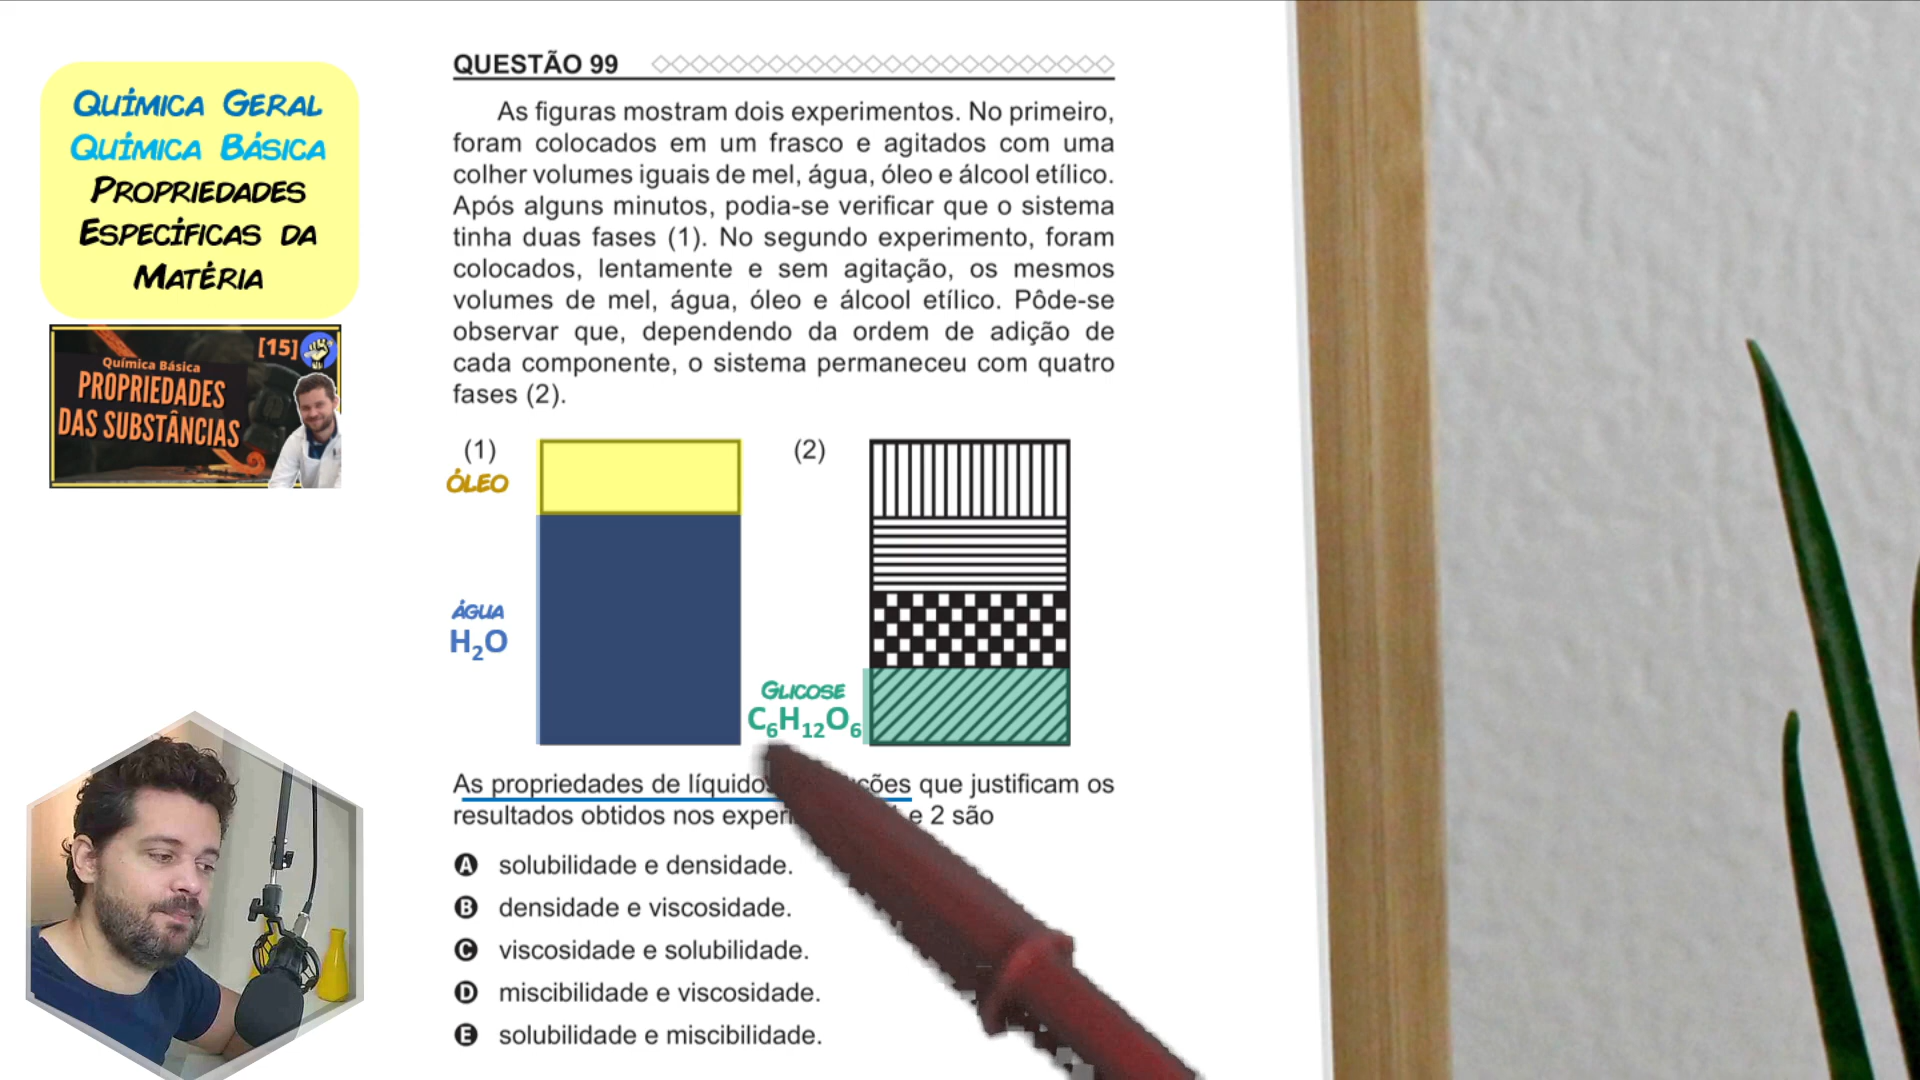 QUÍMICA GERAL
QUÍMICA BÁSICA
PROPRIEDADES
ESPECÍFICAS DA
MATÉRIA
[15]
Química Básica
PROPRIEDADES
DAS SUBSTÂNCIAS
QUESTÃO 99
As figuras mostram dois experimentos. No primeiro,
foram colocados em um frasco e agitados com uma
colher volumes iguais de mel, água, óleo e álcool etílico.
Após alguns minutos, podia-se verificar que o sistema
tinha duas fases (1). No segundo experimento, foram
colocados, lentamente e sem agitação, os mesmos
volumes de mel, água, óleo e álcool etílico. Pôde-se
observar que, dependendo da ordem de adição de
cada componente, o sistema permaneceu com quatro
fases (2).
(1)
ÓLEO
ÁGUA
H₂O
(2)
GLICOSE
C₆H₁₂O₆
As propriedades de líquidos ções que justificam os
resultados obtidos nos exper e 2 são
A solubilidade e densidade.
B densidade e viscosidade.
C viscosidade e solubilidade.
D miscibilidade e viscosidade.
E solubilidade e miscibilidade.